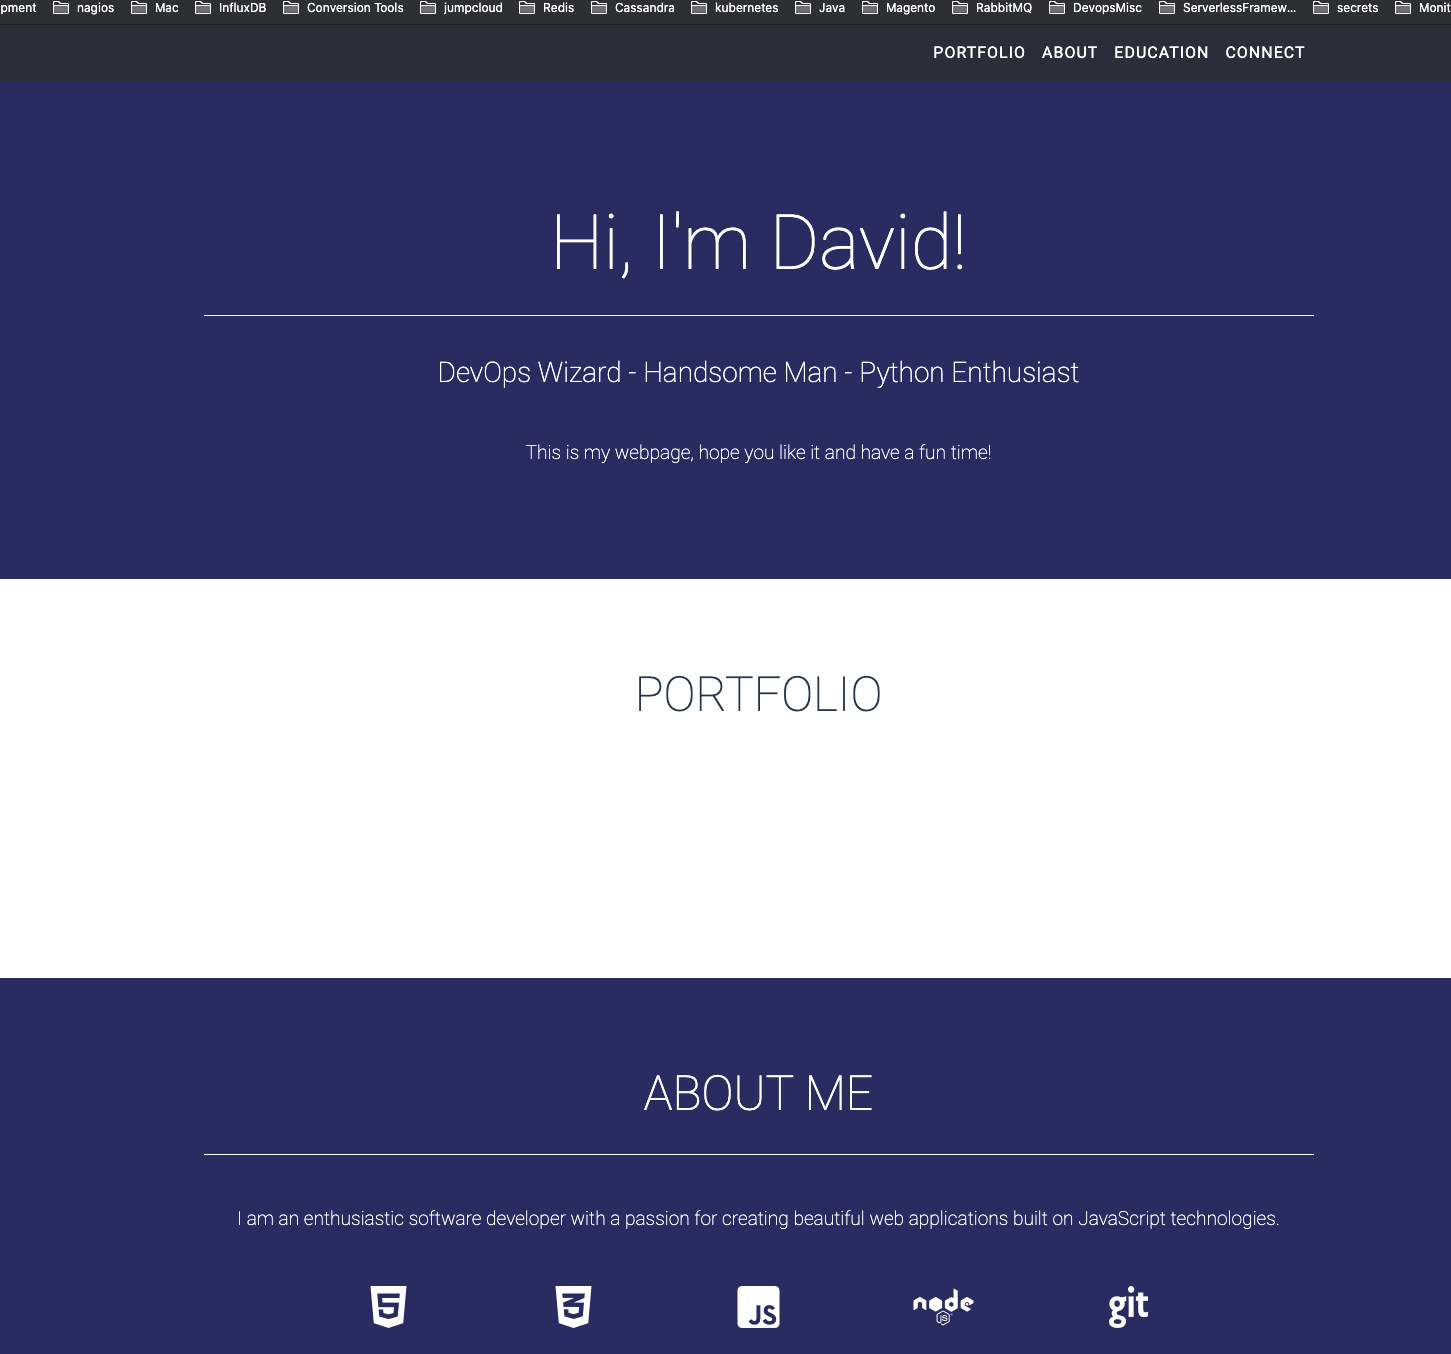 pment nagios Mac InfluxDB Conversion Tools jumpcloud Redis Cassandra kubernetes Java Magento RabbitMQ DevopsMisc ServerlessFramew... secrets Monit
PORTFOLIO ABOUT EDUCATION CONNECT
Hi, I'm David!
DevOps Wizard - Handsome Man - Python Enthusiast
This is my webpage, hope you like it and have a fun time!
PORTFOLIO
ABOUT ME
I am an enthusiastic software developer with a passion for creating beautiful web applications built on JavaScript technologies.
5 3 JS node JS git